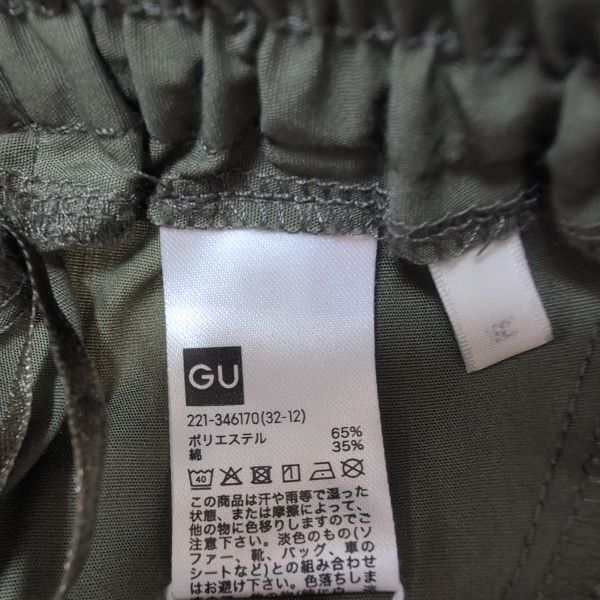 GU
221-346170(32-12)
ポリエステル 65%
綿 35%
40
この商品は汗や雨等で湿った
状態、または摩擦によって、
他の物に色移りしますのでご
注意下さい。淡色のもの(ソ
ファー、靴、バッグ、車の
シートなど)との組み合わせ
はお避け下さい。色落ちしま